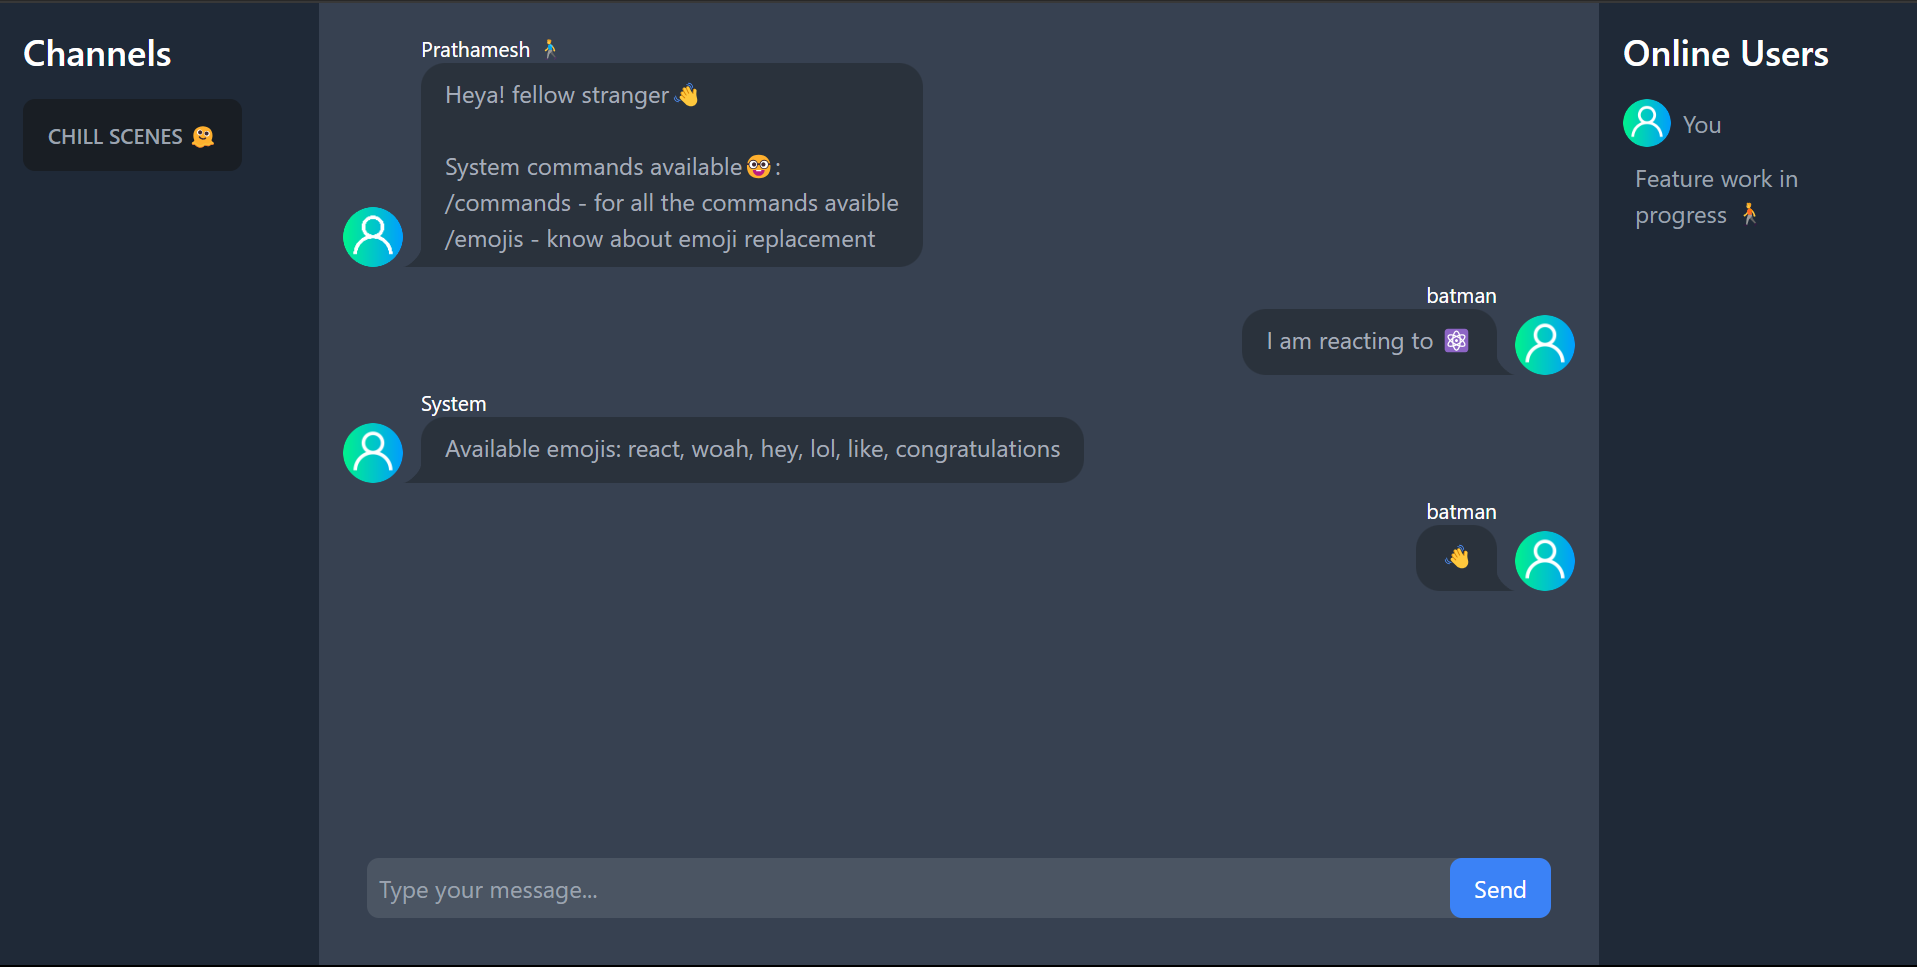 Channels
CHILL SCENES 🫠
Prathamesh 🚶‍♂️
Heya! fellow stranger👋
System commands available🤓:
/commands - for all the commands avaible
/emojis - know about emoji replacement
batman
I am reacting to ⚛️
System
Available emojis: react, woah, hey, lol, like, congratulations
batman
👋
Type your message...
Send
Online Users
You
Feature work in
progress 🚶